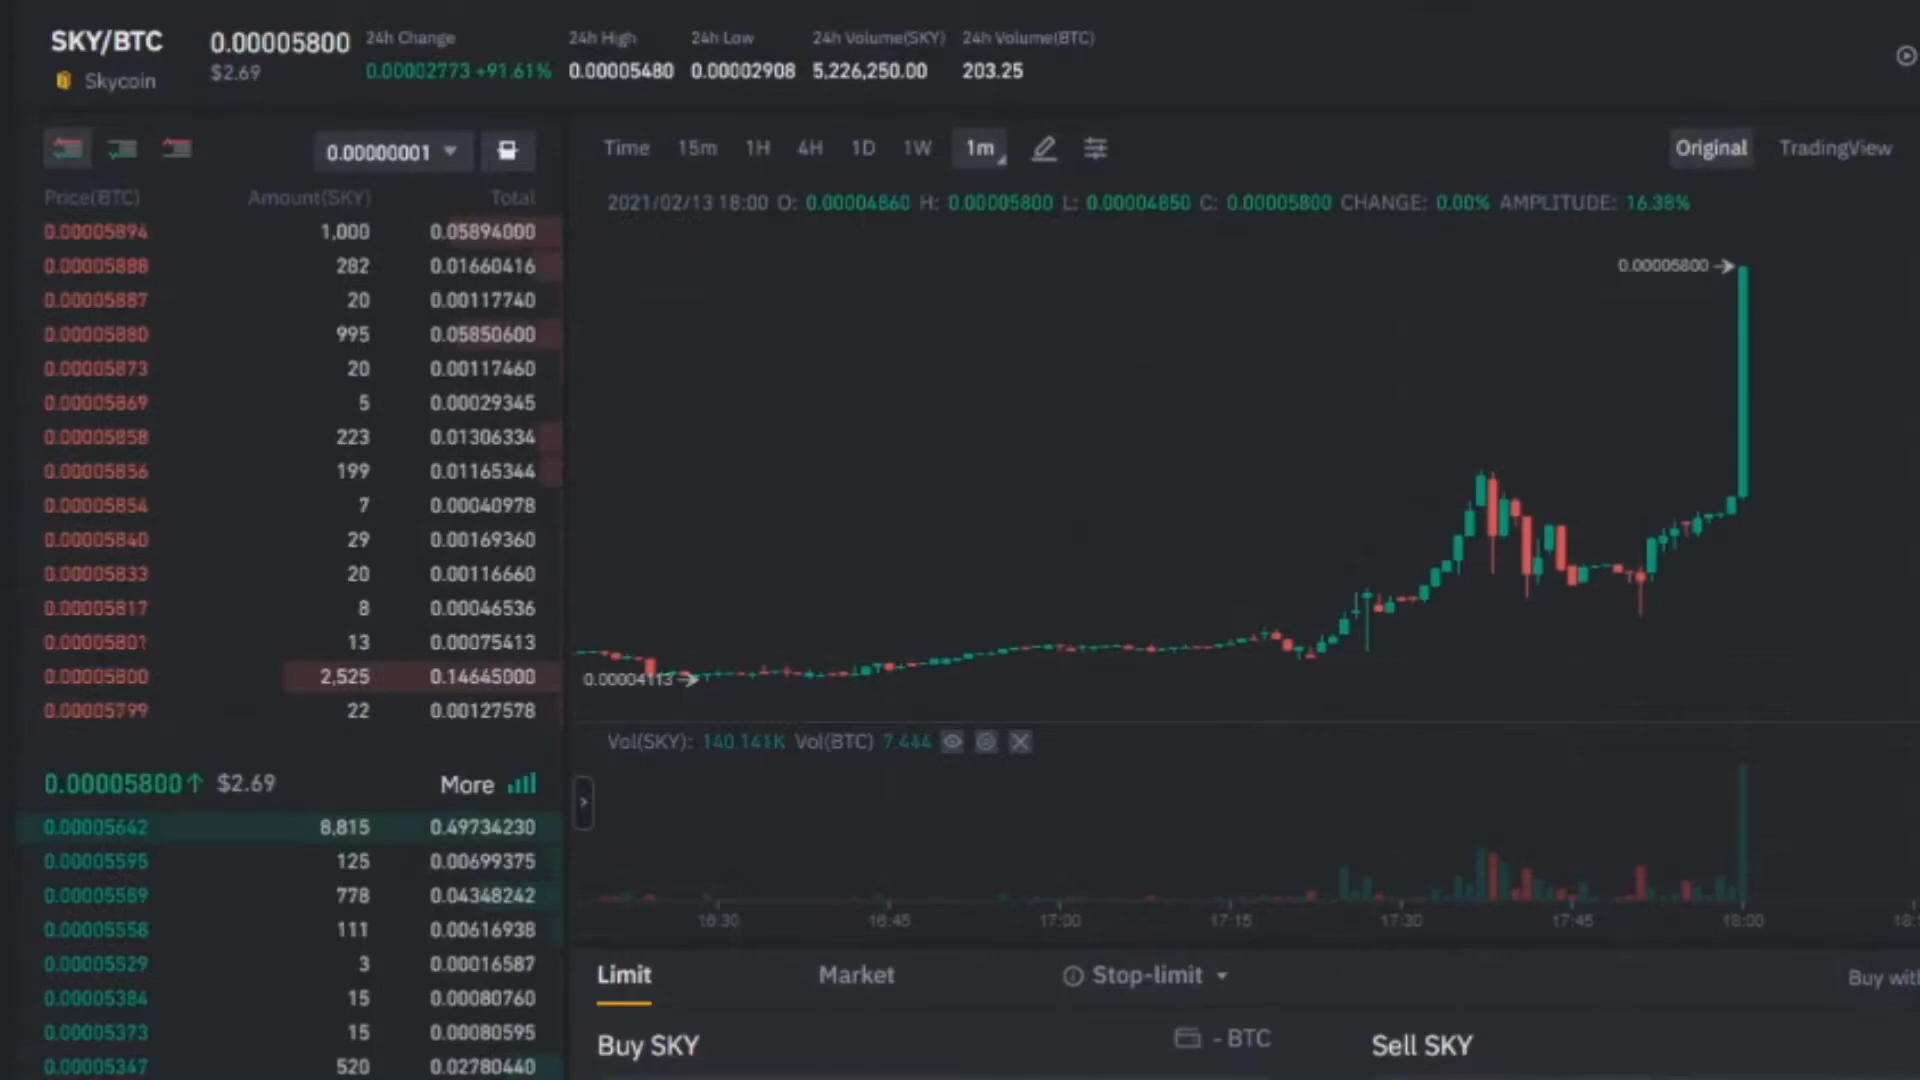 SKY/BTC
Skycoin
0.00005800
$2.69
24h Change
0.00002773 +91.61%
24h High
0.00005480
24h Low
0.00002908
24h Volume(SKY)
5,226,250.00
24h Volume(BTC)
203.25
0.00000001
Price(BTC) Amount(SKY) Total
0.00005894 1,000 0.05894000
0.00005888 282 0.01660416
0.00005887 20 0.00117740
0.00005880 995 0.05850600
0.00005873 20 0.00117460
0.00005869 5 0.00029345
0.00005858 223 0.01306334
0.00005856 199 0.01165344
0.00005854 7 0.00040978
0.00005840 29 0.00169360
0.00005833 20 0.00116660
0.00005817 8 0.00046536
0.00005801 13 0.00075413
0.00005800 2,525 0.14645000
0.00005799 22 0.00127578
0.00005800↑ $2.69 More
0.00005642 8,815 0.49734230
0.00005595 125 0.00699375
0.00005589 778 0.04348242
0.00005558 111 0.00616938
0.00005529 3 0.00016587
0.00005384 15 0.00080760
0.00005373 15 0.00080595
0.00005347 520 0.02780440
Time 15m 1H 4H 1D 1W 1m
Original TradingView
2021/02/13 18:00 O: 0.00004860 H: 0.00005800 L: 0.00004850 C: 0.00005800 CHANGE: 0.00% AMPLITUDE: 16.38%
0.00005800
0.00004113
Vol(SKY): 140.141K Vol(BTC) 7.444
16:30 16:45 17:00 17:15 17:30 17:45 18:00
Limit Market Stop-limit
Buy
Buy SKY - BTC Sell SKY